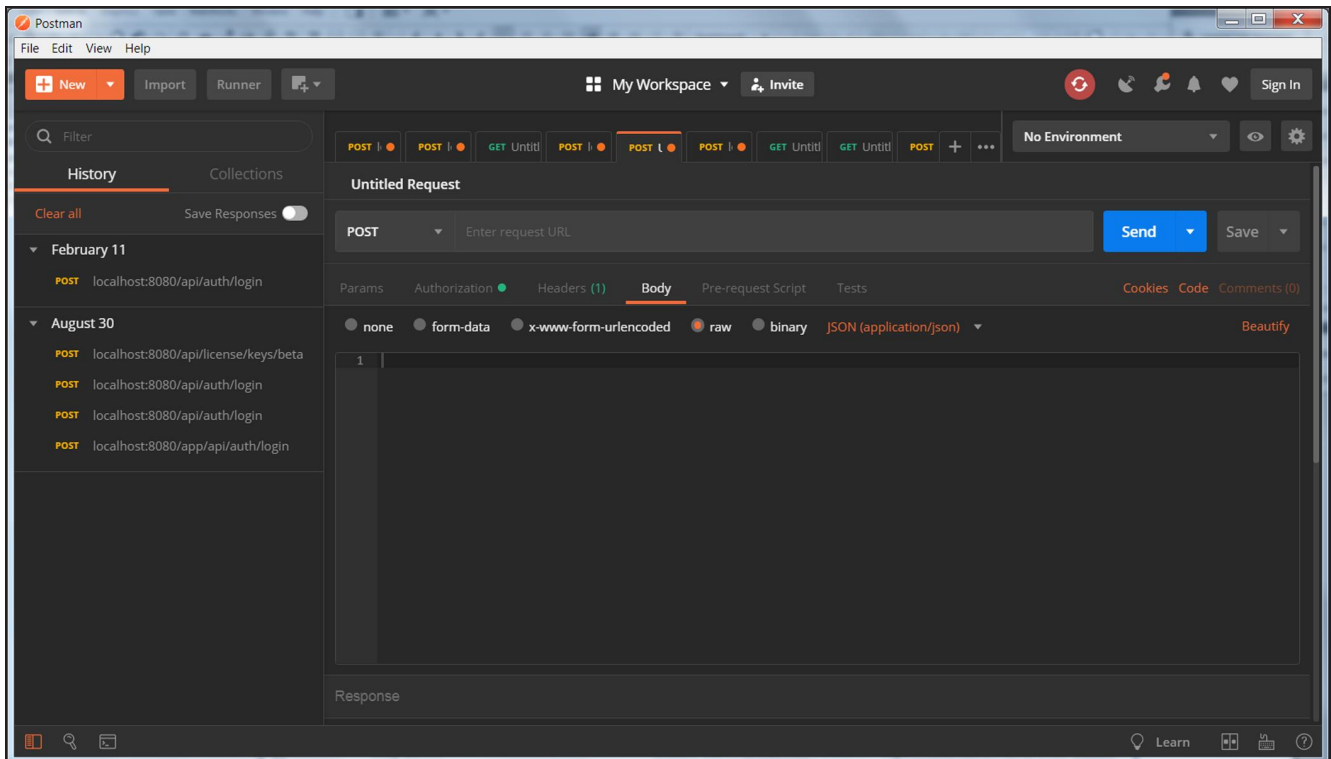 Postman
File Edit View Help
New Import Runner My Workspace Invite Sign In
Filter
History Collections
Clear all Save Responses
February 11
POST localhost:8080/api/auth/login
August 30
POST localhost:8080/api/license/keys/beta
POST localhost:8080/api/auth/login
POST localhost:8080/api/auth/login
POST localhost:8080/app/api/auth/login
POST POST GET Untitl POST POST POST GET Untitl GET Untitl POST
No Environment
Untitled Request
POST Enter request URL Send Save
Params Authorization Headers (1) Body Pre-request Script Tests Cookies Code Comments (0)
none form-data x-www-form-urlencoded raw binary JSON (application/json) Beautify
1
Response
Learn